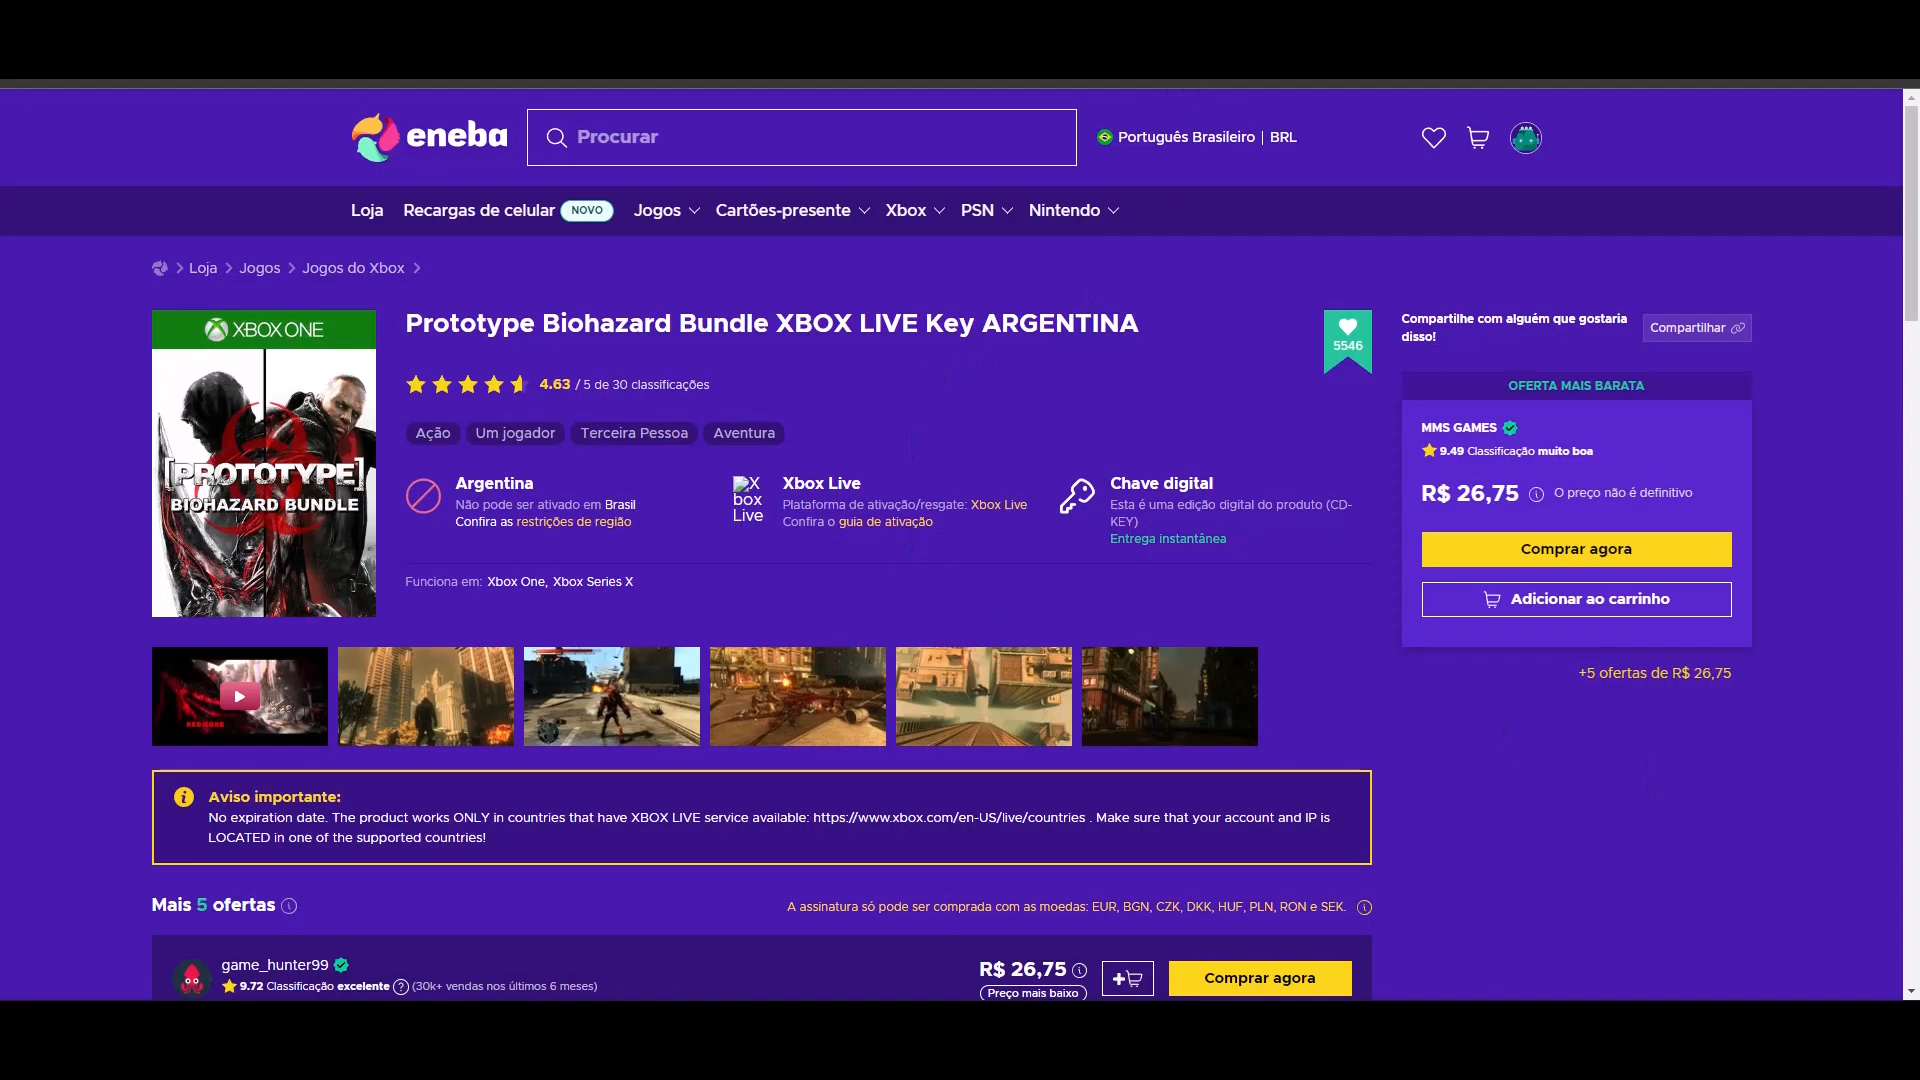 eneba
Procurar
Português Brasileiro | BRL
Loja
Recargas de celular NOVO
Jogos
Cartões-presente
Xbox
PSN
Nintendo
Loja
Jogos
Jogos do Xbox
XBOX ONE
[PROTOTYPE]
BIOHAZARD BUNDLE
Prototype Biohazard Bundle XBOX LIVE Key ARGENTINA
5546
4.63 / 5 de 30 classificações
Ação
Um jogador
Terceira Pessoa
Aventura
Argentina
Não pode ser ativado em Brasil
Confira as restrições de região
X
box
Live
Xbox Live
Plataforma de ativação/resgate: Xbox Live
Confira o guia de ativação
Chave digital
Esta é uma edição digital do produto (CD-
KEY)
Entrega instantânea
Funciona em: Xbox One, Xbox Series X
Compartilhe com alguém que gostaria
disso!
Compartilhar
OFERTA MAIS BARATA
MMS GAMES
9.49 Classificação muito boa
R$ 26,75
O preço não é definitivo
Comprar agora
Adicionar ao carrinho
+5 ofertas de R$ 26,75
Aviso importante:
No expiration date. The product works ONLY in countries that have XBOX LIVE service available: https://www.xbox.com/en-US/live/countries . Make sure that your account and IP is
LOCATED in one of the supported countries!
Mais 5 ofertas
A assinatura só pode ser comprada com as moedas: EUR, BGN, CZK, DKK, HUF, PLN, RON e SEK.
game_hunter99
9.72 Classificação excelente (30k+ vendas nos últimos 6 meses)
R$ 26,75
Preço mais baixo
Comprar agora